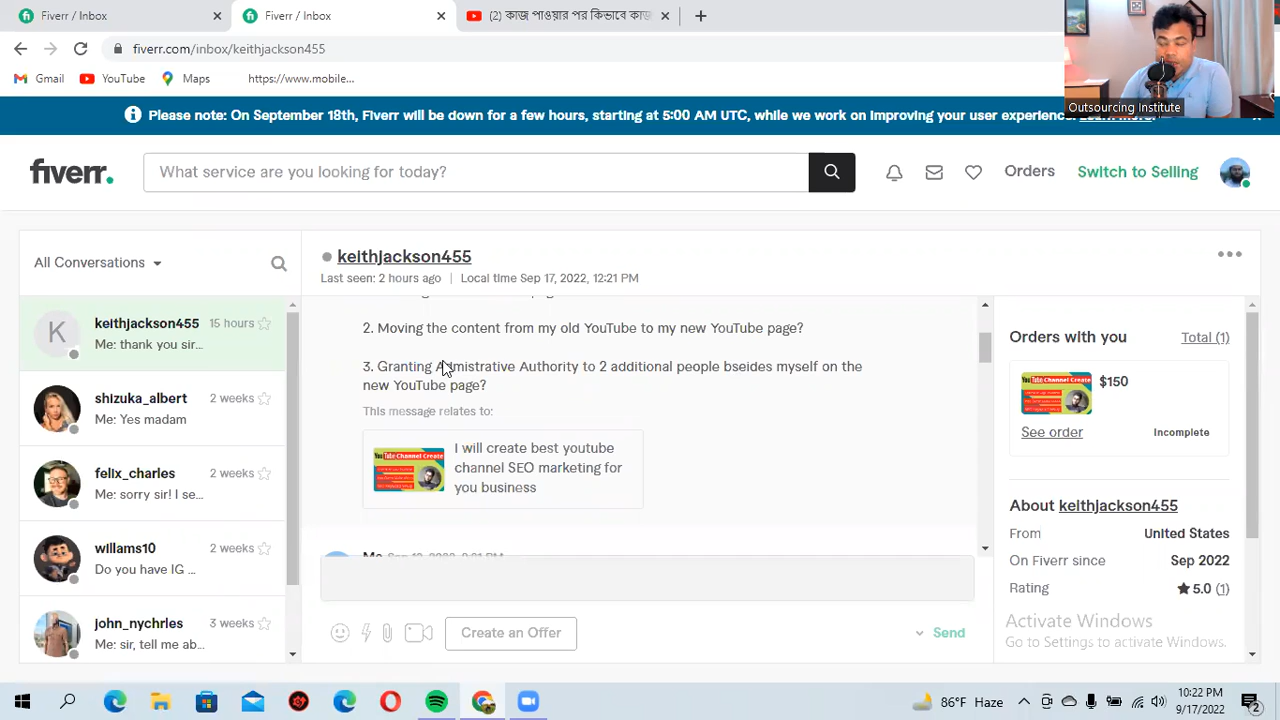 Fiverr / Inbox
Fiverr / Inbox
(2) কাজ পাওয়ার পর কিভাবে কাজ
fiverr.com/inbox/keithjackson455
Gmail
YouTube
Maps
https://www.mobile...
Outsourcing Institute
Please note: On September 18th, Fiverr will be down for a few hours, starting at 5:00 AM UTC, while we work on improving your user experience.
fiverr.
What service are you looking for today?
Orders
Switch to Selling
All Conversations
keithjackson455
Last seen: 2 hours ago | Local time Sep 17, 2022, 12:21 PM
keithjackson455
15 hours
Me: thank you sir...
shizuka_albert
2 weeks
Me: Yes madam
felix_charles
2 weeks
Me: sorry sir! I se...
willams10
2 weeks
Do you have IG ...
john_nychrles
3 weeks
Me: sir, tell me ab...
2. Moving the content from my old YouTube to my new YouTube page?
3. Granting Admistrative Authority to 2 additional people bseides myself on the
new YouTube page?
This message relates to:
YouTube Channel Create
I will create best youtube
channel SEO marketing for
you business
Create an Offer
Send
Orders with you
Total (1)
YouTube Channel Create
$150
See order
Incomplete
About keithjackson455
From
United States
On Fiverr since
Sep 2022
Rating
5.0 (1)
Activate Windows
Go to Settings to activate Windows.
86°F Haze
10:22 PM
9/17/2022
2